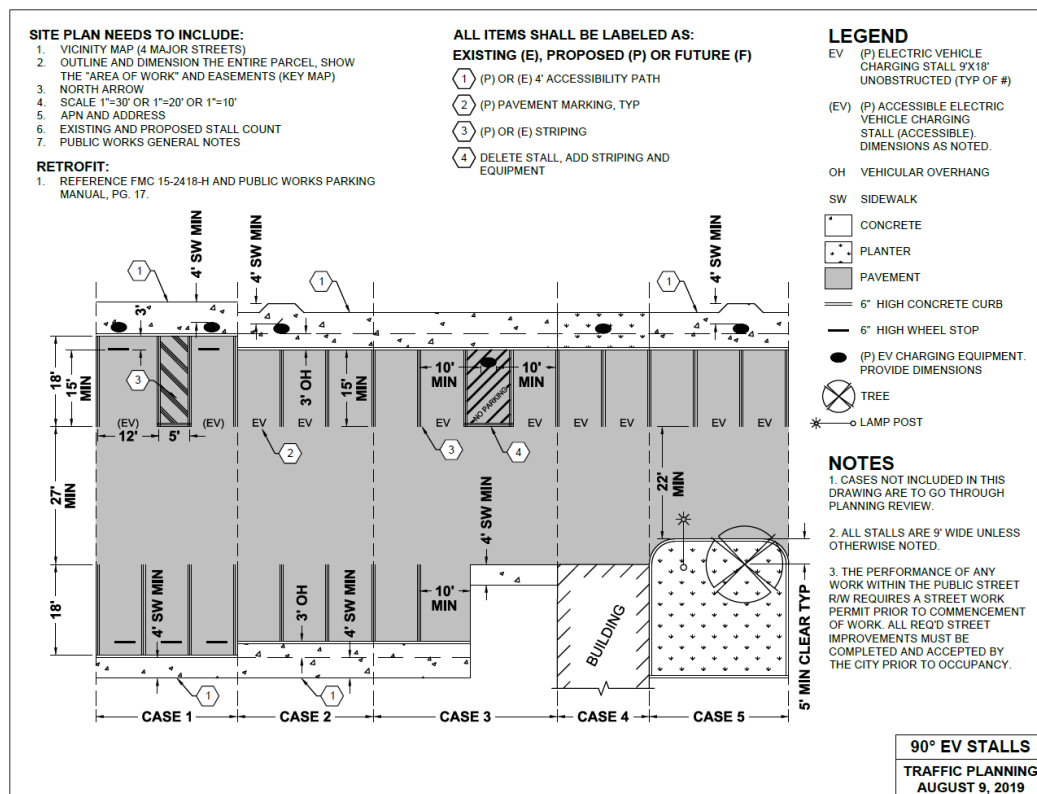 SITE PLAN NEEDS TO INCLUDE:
1. VICINITY MAP (4 MAJOR STREETS)
2. OUTLINE AND DIMENSION THE ENTIRE PARCEL, SHOW
THE "AREA OF WORK" AND EASEMENTS (KEY MAP)
3. NORTH ARROW
4. SCALE 1"=30' OR 1"=20' OR 1"=10'
5. APN AND ADDRESS
6. EXISTING AND PROPOSED STALL COUNT
7. PUBLIC WORKS GENERAL NOTES
RETROFIT:
1. REFERENCE FMC 15-2418-H AND PUBLIC WORKS PARKING
MANUAL, PG. 17.
ALL ITEMS SHALL BE LABELED AS:
EXISTING (E), PROPOSED (P) OR FUTURE (F)
1 (P) OR (E) 4' ACCESSIBILITY PATH
2 (P) PAVEMENT MARKING, TYP
3 (P) OR (E) STRIPING
4 DELETE STALL, ADD STRIPING AND
EQUIPMENT
LEGEND
EV (P) ELECTRIC VEHICLE
CHARGING STALL 9'X18'
UNOBSTRUCTED (TYP OF #)
(EV) (P) ACCESSIBLE ELECTRIC
VEHICLE CHARGING
STALL (ACCESSIBLE).
DIMENSIONS AS NOTED.
OH VEHICULAR OVERHANG
SW SIDEWALK
CONCRETE
PLANTER
PAVEMENT
6" HIGH CONCRETE CURB
6" HIGH WHEEL STOP
(P) EV CHARGING EQUIPMENT.
PROVIDE DIMENSIONS
TREE
LAMP POST
NOTES
1. CASES NOT INCLUDED IN THIS
DRAWING ARE TO GO THROUGH
PLANNING REVIEW.
2. ALL STALLS ARE 9' WIDE UNLESS
OTHERWISE NOTED.
3. THE PERFORMANCE OF ANY
WORK WITHIN THE PUBLIC STREET
R/W REQUIRES A STREET WORK
PERMIT PRIOR TO COMMENCEMENT
OF WORK. ALL REQ'D STREET
IMPROVEMENTS MUST BE
COMPLETED AND ACCEPTED BY
THE CITY PRIOR TO OCCUPANCY.
4' SW MIN
4' SW MIN
4' SW MIN
1
1
1
3'
18'
15'
MIN
3
3' OH
15'
MIN
10'
MIN
10'
MIN
NO PARKING
(EV)
(EV)
EV
EV
EV
EV
EV
EV
EV
EV
12'
5'
2
3
4
27'
MIN
22'
MIN
4' SW MIN
18'
4' SW MIN
3' OH
4' SW MIN
10'
MIN
BUILDING
5' MIN CLEAR TYP
1
1
CASE 1
CASE 2
CASE 3
CASE 4
CASE 5
90° EV STALLS
TRAFFIC PLANNING
AUGUST 9, 2019